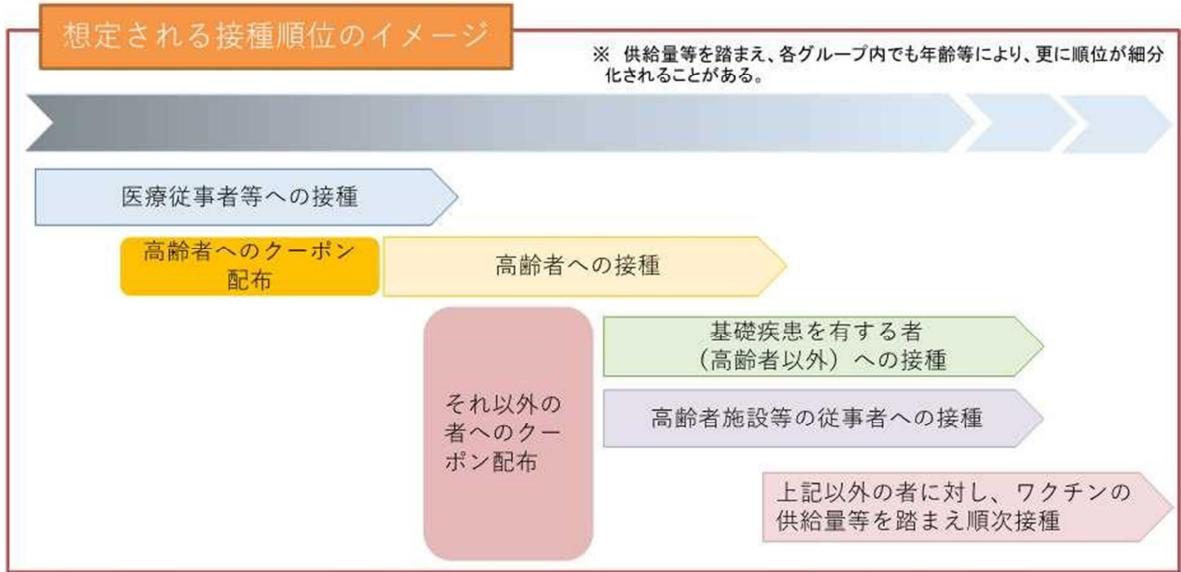 想定される接種順位のイメージ
※ 供給量等を踏まえ、各グループ内でも年齢等により、更に順位が細分
化されることがある。
医療従事者等への接種
高齢者へのクーポン
配布
高齢者への接種
基礎疾患を有する者
（高齢者以外）への接種
それ以外の
者へのクー
ポン配布
高齢者施設等の従事者への接種
上記以外の者に対し、ワクチンの
供給量等を踏まえ順次接種